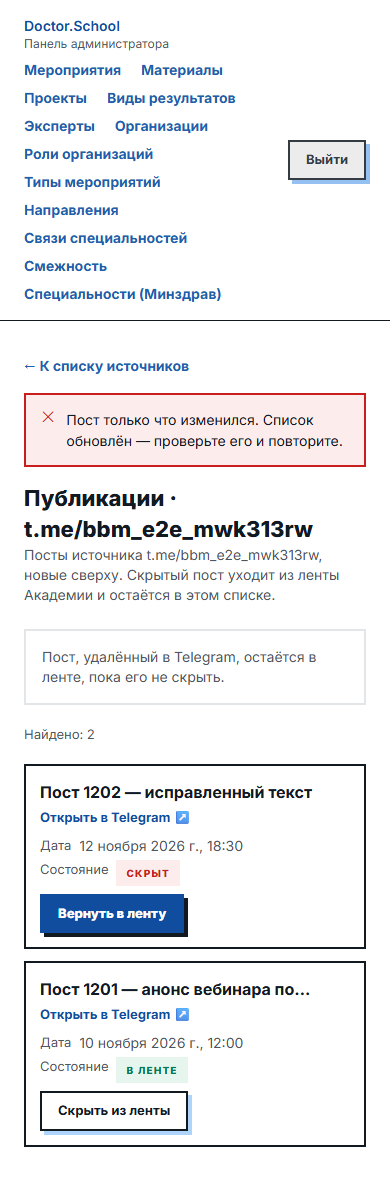 Doctor.School
Панель администратора
Мероприятия Материалы
Проекты Виды результатов
Эксперты Организации
Роли организаций
Выйти
Типы мероприятий
Направления
Связи специальностей
Смежность
Специальности (Минздрав)
← К списку источников
Пост только что изменился. Список
обновлён — проверьте его и повторите.
Публикации ·
t.me/bbm_e2e_mwk313rw
Посты источника t.me/bbm_e2e_mwk313rw,
новые сверху. Скрытый пост уходит из ленты
Академии и остаётся в этом списке.
Пост, удалённый в Telegram, остаётся в
ленте, пока его не скрыть.
Найдено: 2
Пост 1202 — исправленный текст
Открыть в Telegram ↗
Дата 12 ноября 2026 г., 18:30
Состояние СКРЫТ
Вернуть в ленту
Пост 1201 — анонс вебинара по...
Открыть в Telegram ↗
Дата 10 ноября 2026 г., 12:00
Состояние В ЛЕНТЕ
Скрыть из ленты